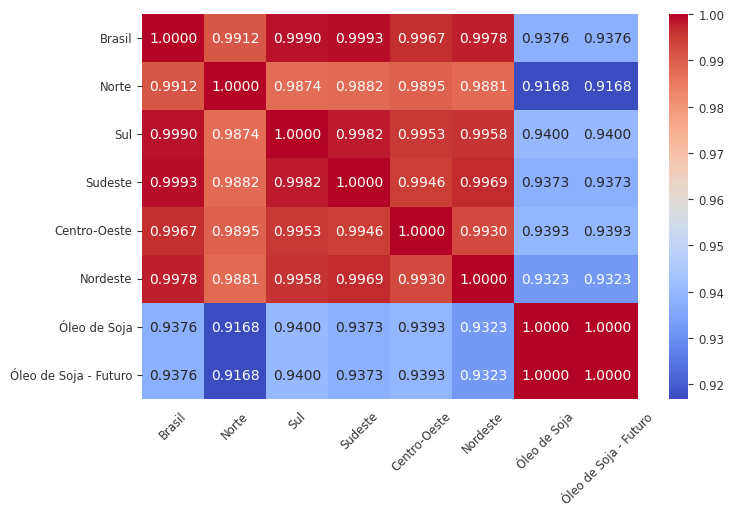 Brasil 1.0000 0.9912 0.9990 0.9993 0.9967 0.9978 0.9376 0.9376
Norte 0.9912 1.0000 0.9874 0.9882 0.9895 0.9881 0.9168 0.9168
Sul 0.9990 0.9874 1.0000 0.9982 0.9953 0.9958 0.9400 0.9400
Sudeste 0.9993 0.9882 0.9982 1.0000 0.9946 0.9969 0.9373 0.9373
Centro-Oeste 0.9967 0.9895 0.9953 0.9946 1.0000 0.9930 0.9393 0.9393
Nordeste 0.9978 0.9881 0.9958 0.9969 0.9930 1.0000 0.9323 0.9323
Óleo de Soja 0.9376 0.9168 0.9400 0.9373 0.9393 0.9323 1.0000 1.0000
Óleo de Soja - Futuro 0.9376 0.9168 0.9400 0.9373 0.9393 0.9323 1.0000 1.0000
Brasil
Norte
Sul
Sudeste
Centro-Oeste
Nordeste
Óleo de Soja
Óleo de Soja - Futuro
1.00
0.99
0.98
0.97
0.96
0.95
0.94
0.93
0.92